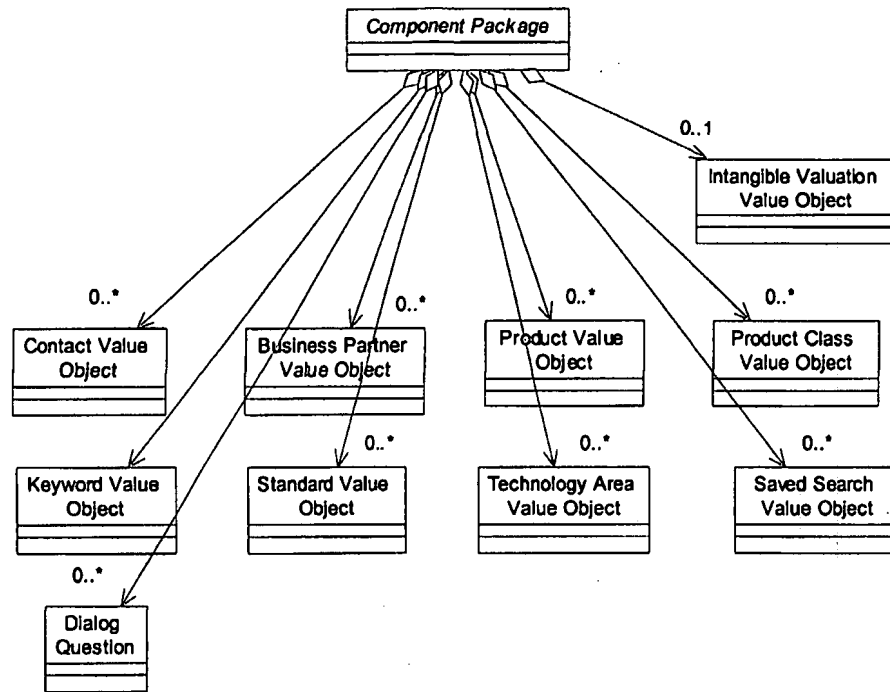 Component Package
0..1
Intangible Valuation
Value Object
0..*
0..*
0..*
0..*
Contact Value
Object
Business Partner
Value Object
Product Value
Object
Product Class
Value Object
0..*
0..*
0..*
Keyword Value
Object
Standard Value
Object
Technology Area
Value Object
Saved Search
Value Object
0..*
Dialog
Question